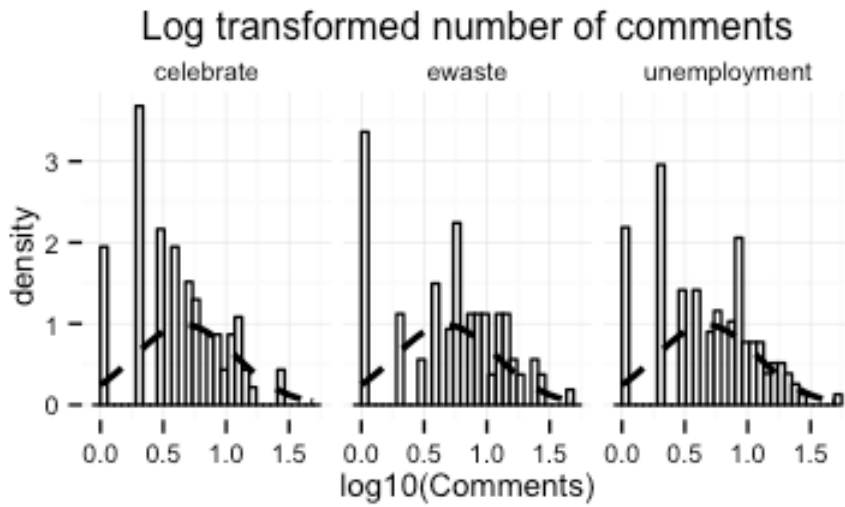 Log transformed number of comments
celebrate ewaste unemployment
density
3
2
1
0
0.0 0.5 1.0 1.5 0.0 0.5 1.0 1.5 0.0 0.5 1.0 1.5
log10(Comments)